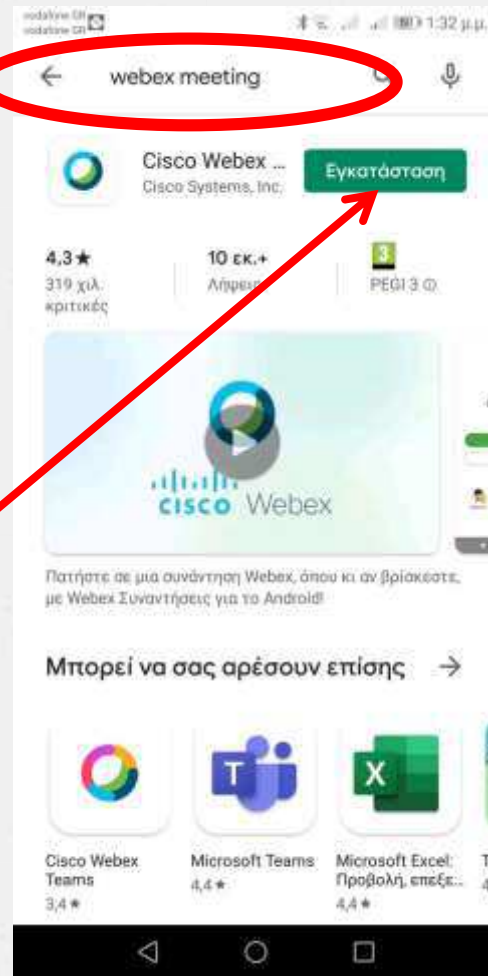 vodafone GR
vodafone GR
1:32 μ.μ.
webex meeting
Cisco Webex ...
Cisco Systems, Inc.
Εγκατάσταση
4,3★
319 χιλ.
κριτικές
10 εκ.+
3
PEGI 3
cisco Webex
Πατήστε σε μια συνάντηση Webex, όπου κι αν βρίσκεστε,
με Webex Συναντήσεις για το Android!
Μπορεί να σας αρέσουν επίσης →
T
X
Cisco Webex
Teams
3,4★
Microsoft Teams
4,4★
Microsoft Excel:
Προβολή, επεξε...
4,4★